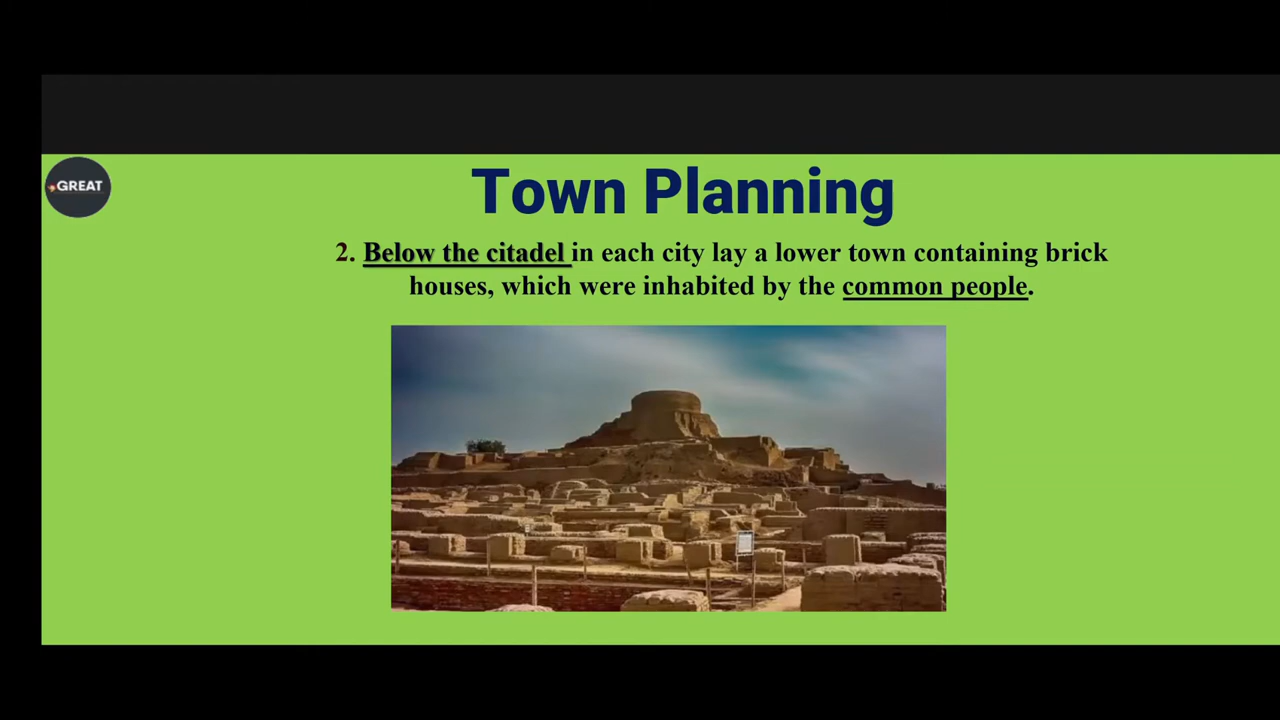 GREAT
Town Planning
2. Below the citadel in each city lay a lower town containing brick
houses, which were inhabited by the common people.